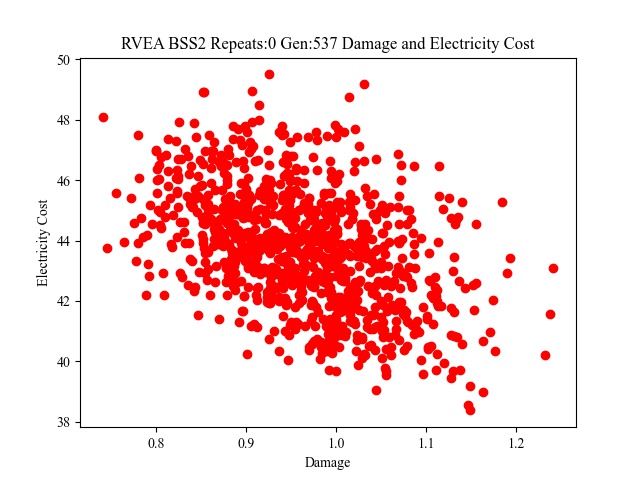 RVEA BSS2 Repeats:0 Gen:537 Damage and Electricity Cost
50
48
46
44
42
40
38
Electricity Cost
0.8 0.9 1.0 1.1 1.2
Damage